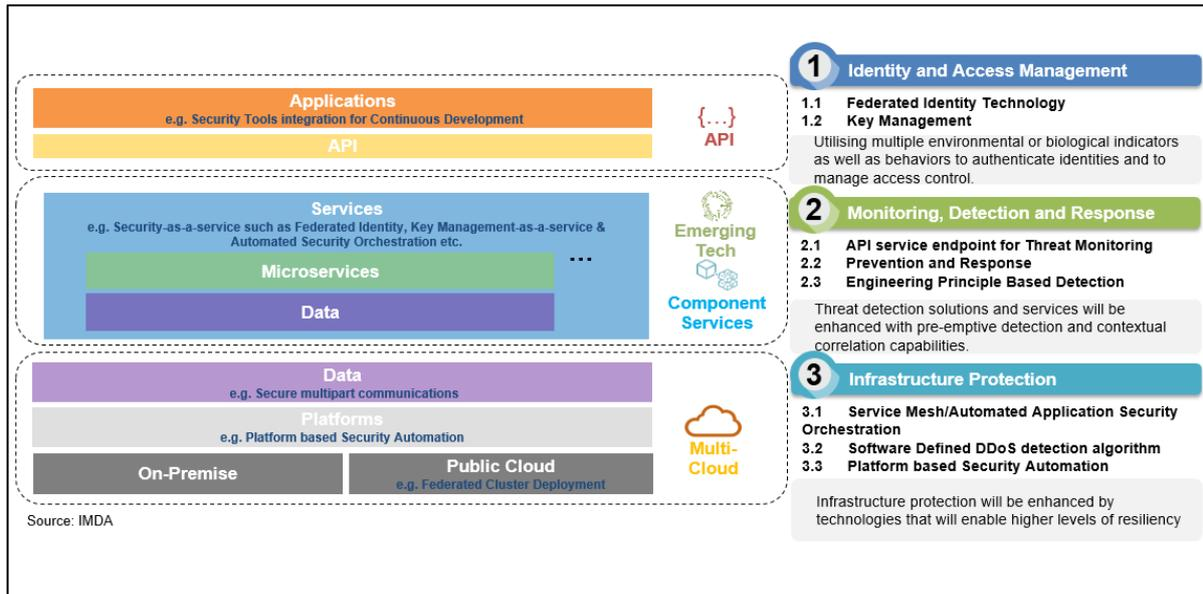 Applications
e.g. Security Tools integration for Continuous Development
API
{...}
API
Services
e.g. Security-as-a-service such as Federated Identity, Key Management-as-a-service &
Automated Security Orchestration etc.
Microservices
Data
...
Emerging
Tech
Component
Services
Data
e.g. Secure multipart communications
Platforms
e.g. Platform based Security Automation
On-Premise
Public Cloud
e.g. Federated Cluster Deployment
Multi-
Cloud
Source: IMDA
1 Identity and Access Management
1.1 Federated Identity Technology
1.2 Key Management
Utilising multiple environmental or biological indicators
as well as behaviors to authenticate identities and to
manage access control.
2 Monitoring, Detection and Response
2.1 API service endpoint for Threat Monitoring
2.2 Prevention and Response
2.3 Engineering Principle Based Detection
Threat detection solutions and services will be
enhanced with pre-emptive detection and contextual
correlation capabilities.
3 Infrastructure Protection
3.1 Service Mesh/Automated Application Security
Orchestration
3.2 Software Defined DDoS detection algorithm
3.3 Platform based Security Automation
Infrastructure protection will be enhanced by
technologies that will enable higher levels of resiliency